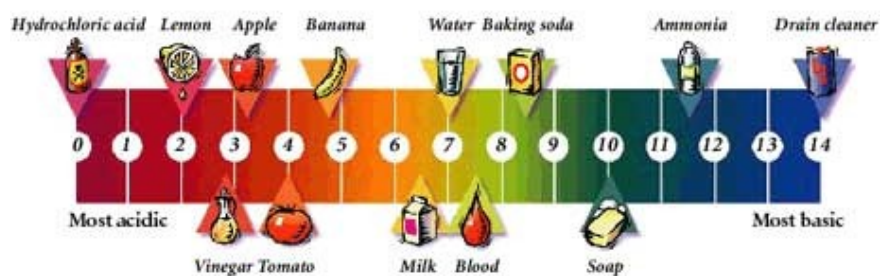 Hydrochloric acid Lemon Apple Banana Water Baking soda Ammonia Drain cleaner
0 1 2 3 4 5 6 7 8 9 10 11 12 13 14
Most acidic Most basic
Vinegar Tomato Milk Blood Soap